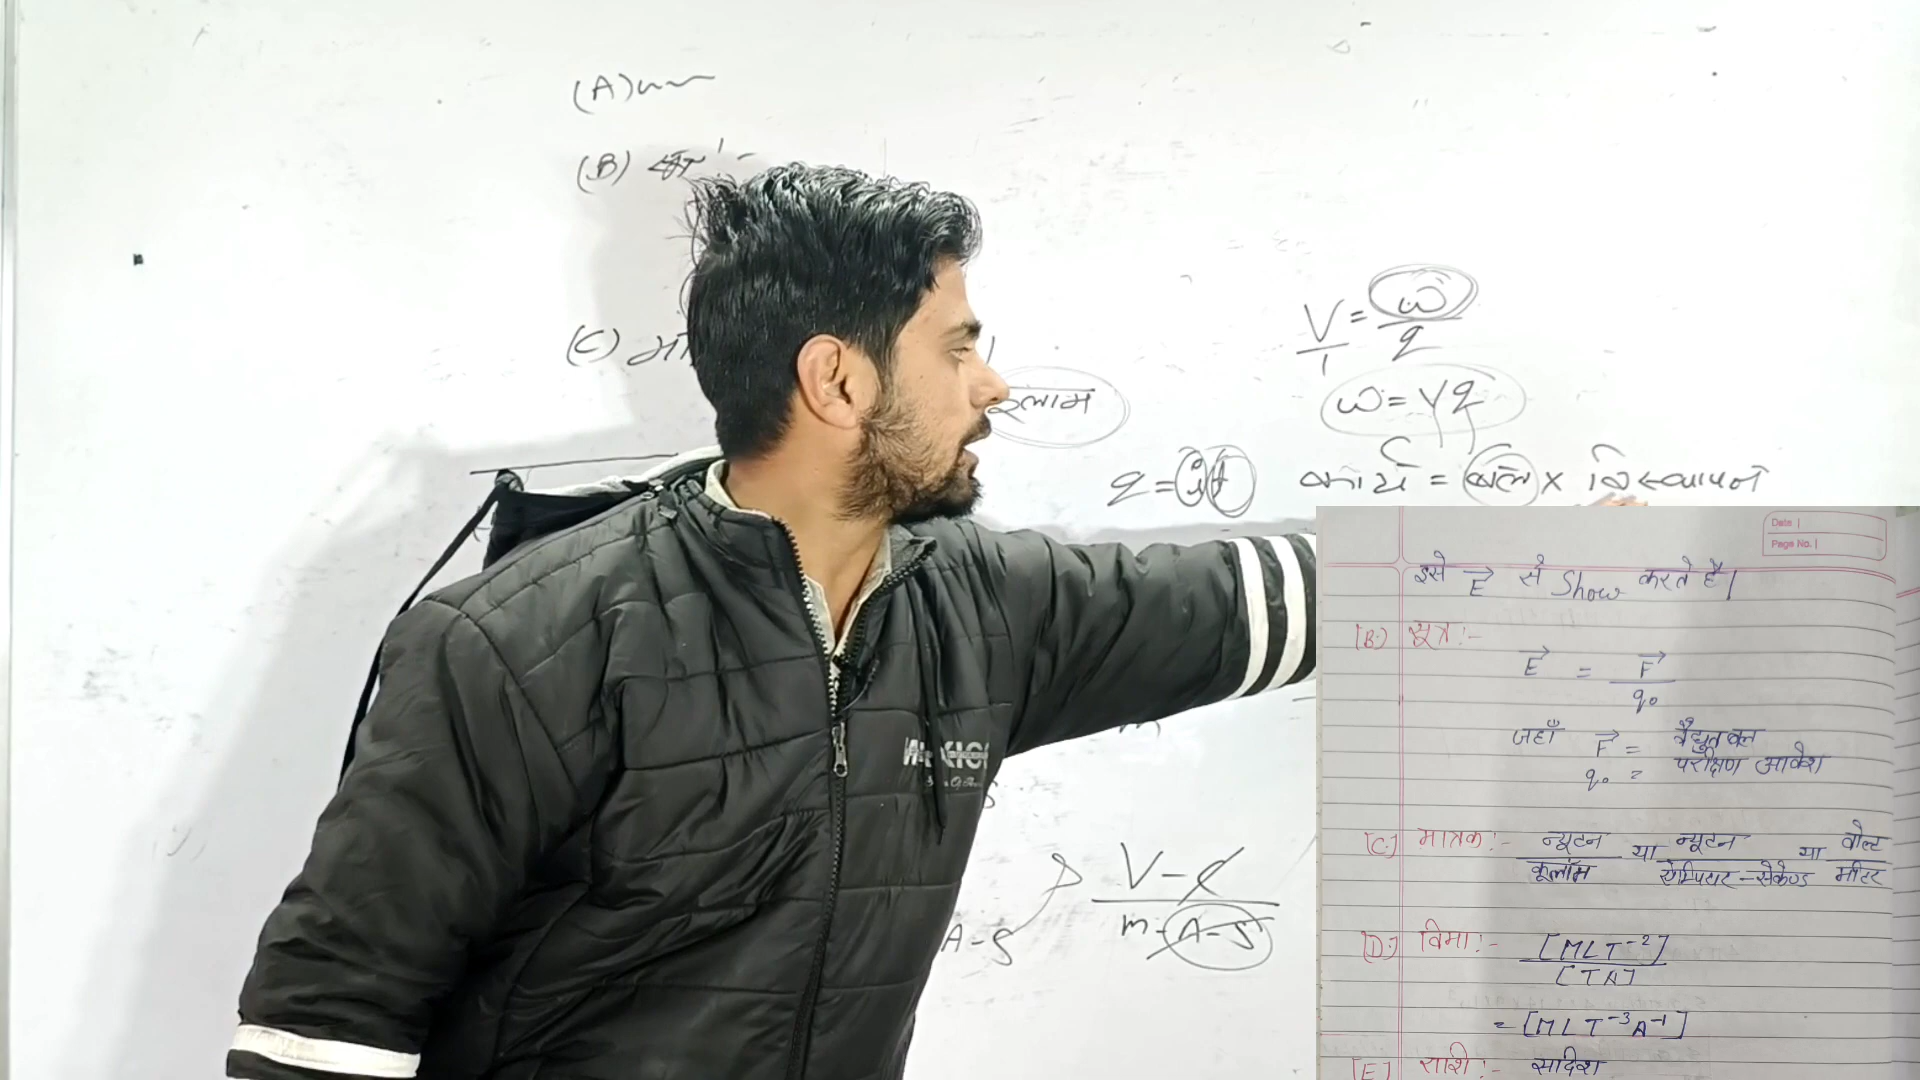 (A)
(B) सूत्र :-
(C) मा
कूलाम
V/1 = ω/q
ω = Vq
q = it
कार्य = बल × विस्थापन
A-S
V-C
m-A-S
Date |
Page No. |
इसे E⃗ से Show करते है|
[B.] सूत्र :-
E⃗ = F⃗/q₀
जहाँ F⃗ = वैद्युत बल
q₀ = परीक्षण आवेश
[C.] मात्रक :- न्यूटन/कूलॉम या न्यूटन/ऐम्पियर-सेकेण्ड या वोल्ट/मीटर
[D.] विमा :- [MLT⁻²]/[TA]
= [MLT⁻³A⁻¹]
[E] राशि :- सदिश